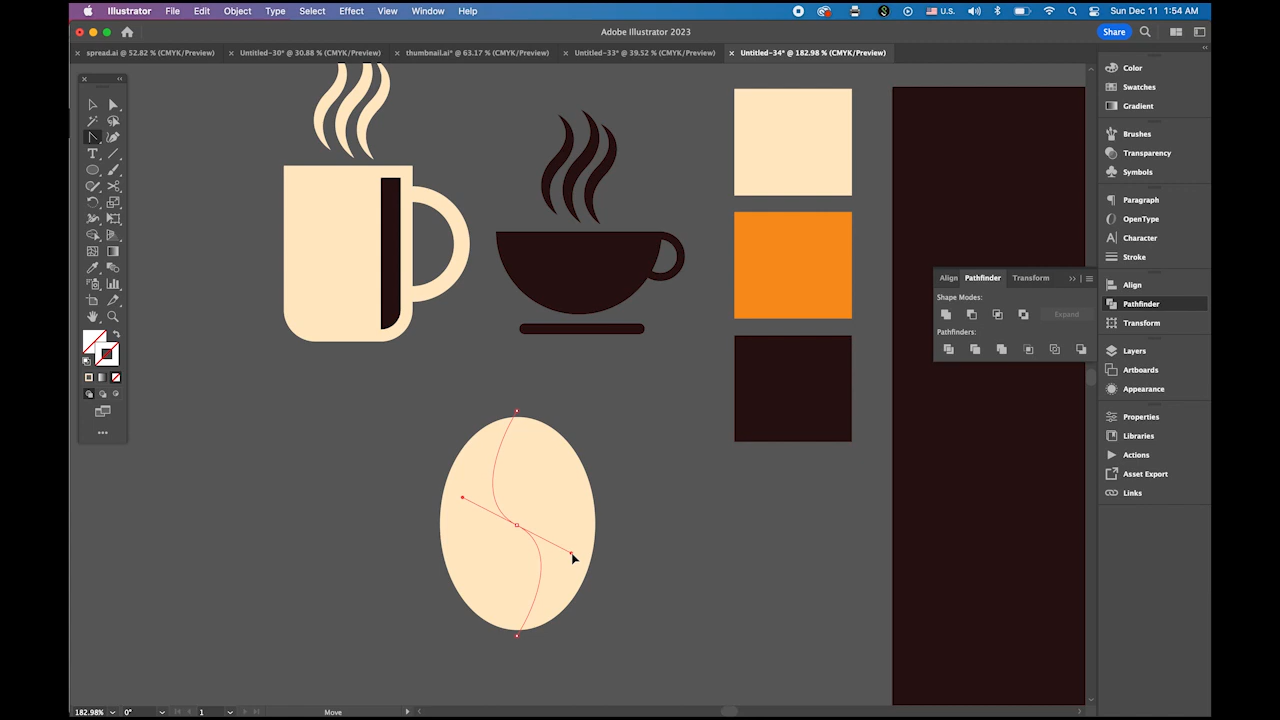 Illustrator File Edit Object Type Select Effect View Window Help U.S. Sun Dec 11 1:54 AM
Adobe Illustrator 2023
Share
spread.ai @ 52.82 % (CMYK/Preview) Untitled-30* @ 30.88 % (CMYK/Preview) thumbnail.ai* @ 63.17 % (CMYK/Preview) Untitled-33* @ 39.52 % (CMYK/Preview) Untitled-34* @ 182.98 % (CMYK/Preview)
Color
Swatches
Gradient
Brushes
Transparency
Symbols
Paragraph
OpenType
Character
Stroke
Align
Pathfinder
Transform
Layers
Artboards
Appearance
Properties
Libraries
Actions
Asset Export
Links
Align Pathfinder Transform
Shape Modes:
Expand
Pathfinders:
182.98% 0° 1 Move